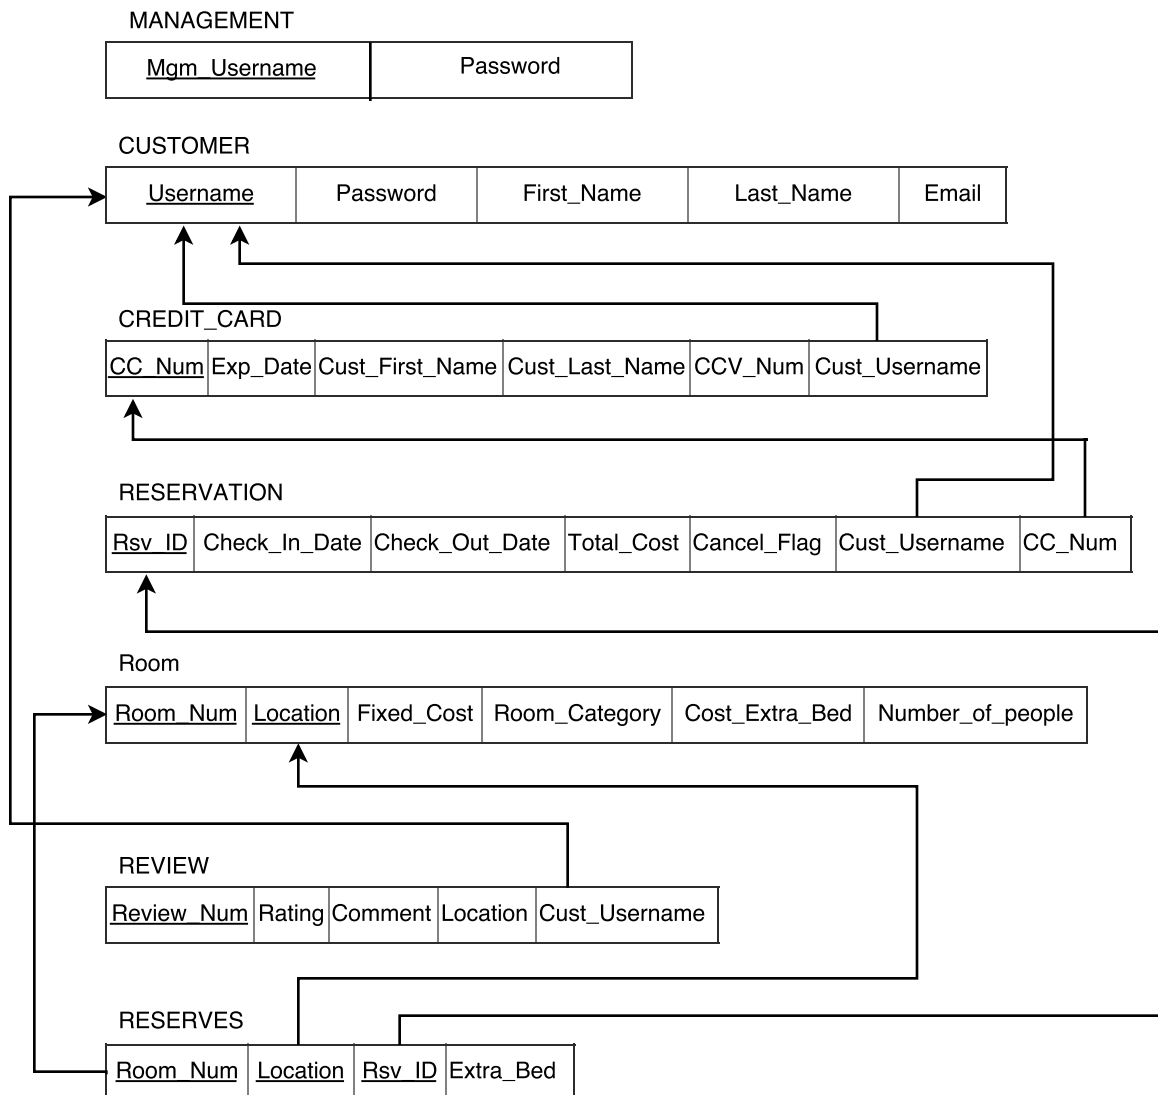 MANAGEMENT
Mgm_Username Password
CUSTOMER
Username Password First_Name Last_Name Email
CREDIT_CARD
CC_Num Exp_Date Cust_First_Name Cust_Last_Name CCV_Num Cust_Username
RESERVATION
Rsv_ID Check_In_Date Check_Out_Date Total_Cost Cancel_Flag Cust_Username CC_Num
Room
Room_Num Location Fixed_Cost Room_Category Cost_Extra_Bed Number_of_people
REVIEW
Review_Num Rating Comment Location Cust_Username
RESERVES
Room_Num Location Rsv_ID Extra_Bed